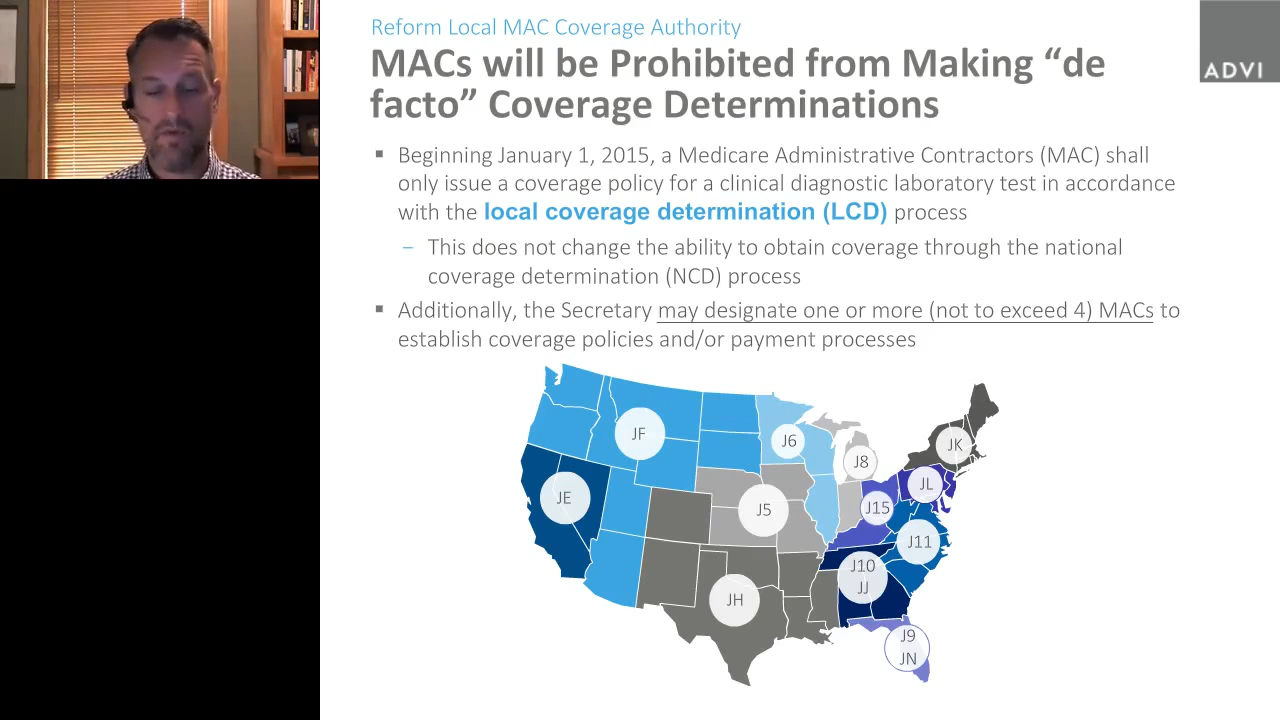 Reform Local MAC Coverage Authority
MACs will be Prohibited from Making “de
facto” Coverage Determinations
ADVI
▪ Beginning January 1, 2015, a Medicare Administrative Contractors (MAC) shall
only issue a coverage policy for a clinical diagnostic laboratory test in accordance
with the local coverage determination (LCD) process
– This does not change the ability to obtain coverage through the national
coverage determination (NCD) process
▪ Additionally, the Secretary may designate one or more (not to exceed 4) MACs to
establish coverage policies and/or payment processes
JF
J6
JK
J8
JL
JE
J5
J15
J11
J10
JJ
JH
J9
JN